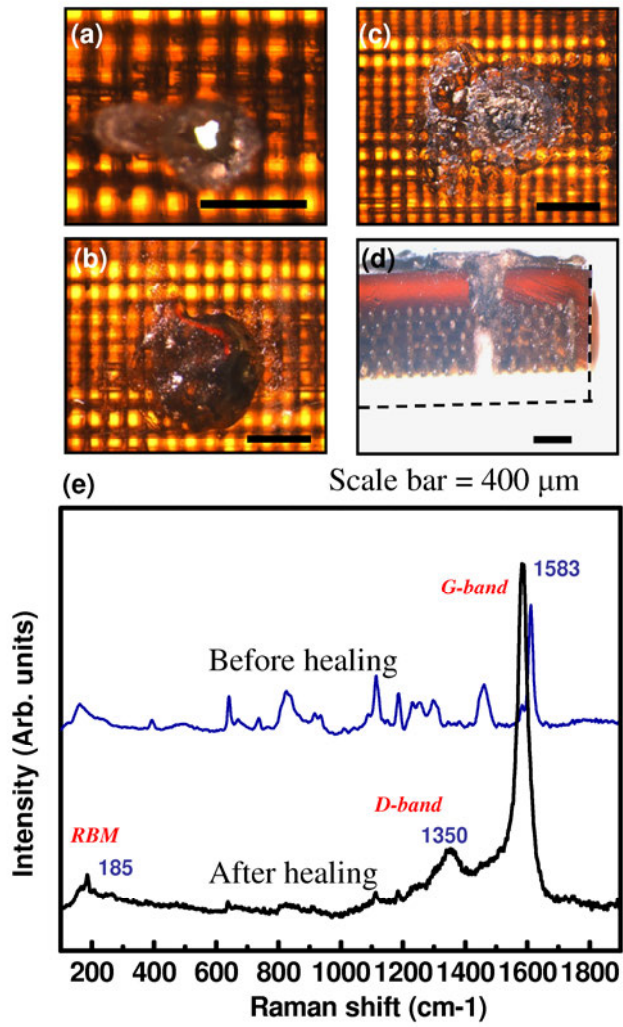 (a)
(c)
(b)
(d)
(e)
Scale bar = 400 µm
1583
G-band
Before healing
D-band
1350
RBM
185
After healing
Intensity (Arb. units)
200 400 600 800 1000 1200 1400 1600 1800
Raman shift (cm-1)